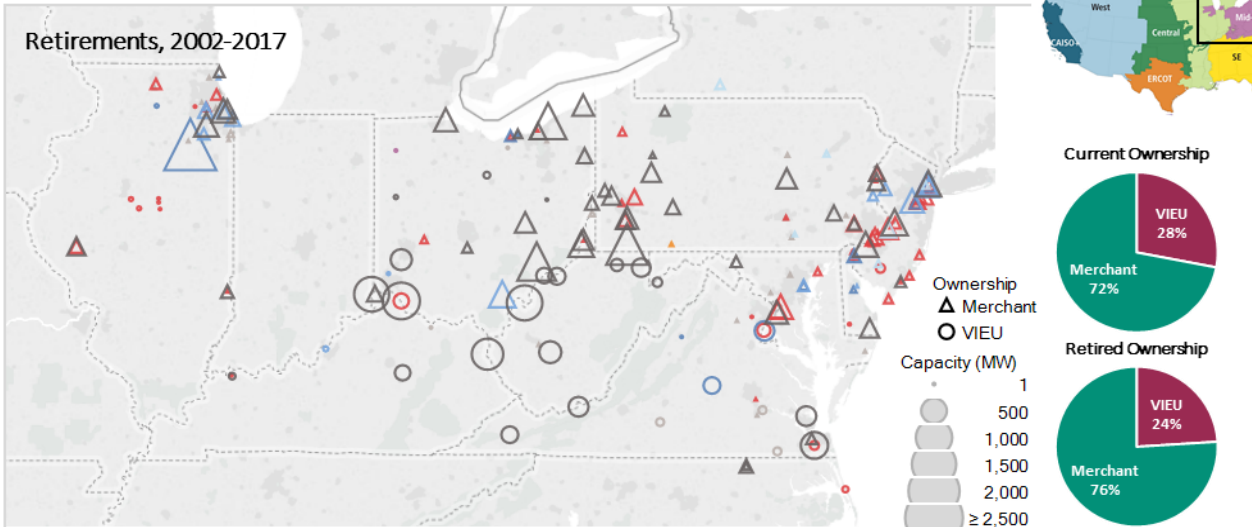 Retirements, 2002-2017
West
CAISO
Central
ERCOT
Mid-
SE
Current Ownership
VIEU
28%
Merchant
72%
Ownership
Merchant
VIEU
Capacity (MW)
1
500
1,000
1,500
2,000
≥ 2,500
Retired Ownership
VIEU
24%
Merchant
76%